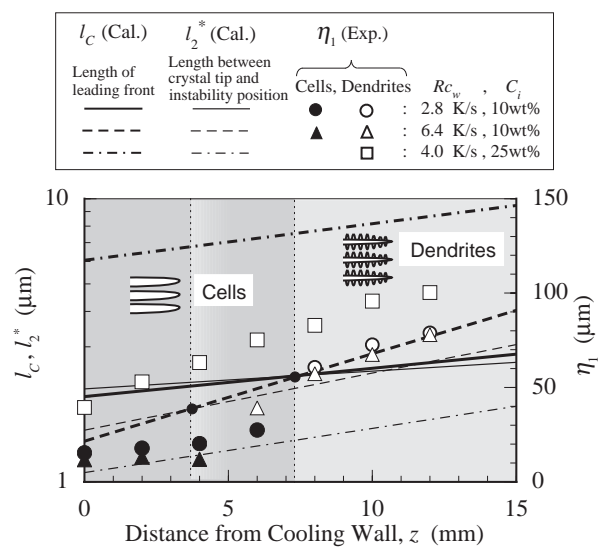 l_C (Cal.) l_2^* (Cal.) η_1 (Exp.)
Length of leading front
Length between crystal tip and instability position
Cells, Dendrites Rc_w , C_i
: 2.8 K/s , 10wt%
: 6.4 K/s , 10wt%
: 4.0 K/s , 25wt%
10
1
l_C, l_2^* (μm)
Cells
Dendrites
150
100
50
0
η_1 (μm)
0 5 10 15
Distance from Cooling Wall, z (mm)